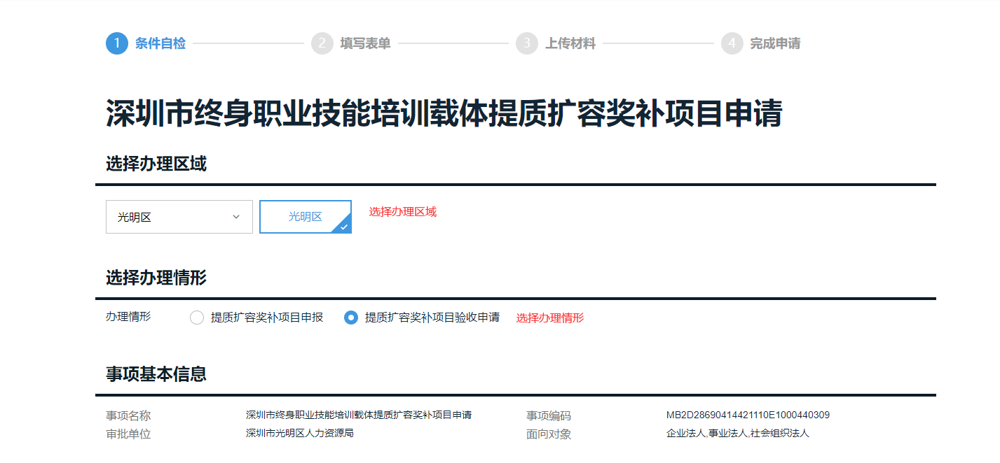 1 条件自检 2 填写表单 3 上传材料 4 完成申请
深圳市终身职业技能培训载体提质扩容奖补项目申请
选择办理区域
光明区 光明区 选择办理区域
选择办理情形
办理情形 提质扩容奖补项目申报 提质扩容奖补项目验收申请 选择办理情形
事项基本信息
事项名称 深圳市终身职业技能培训载体提质扩容奖补项目申请 事项编码 MB2D28690414421110E1000440309
审批单位 深圳市光明区人力资源局 面向对象 企业法人,事业法人,社会组织法人